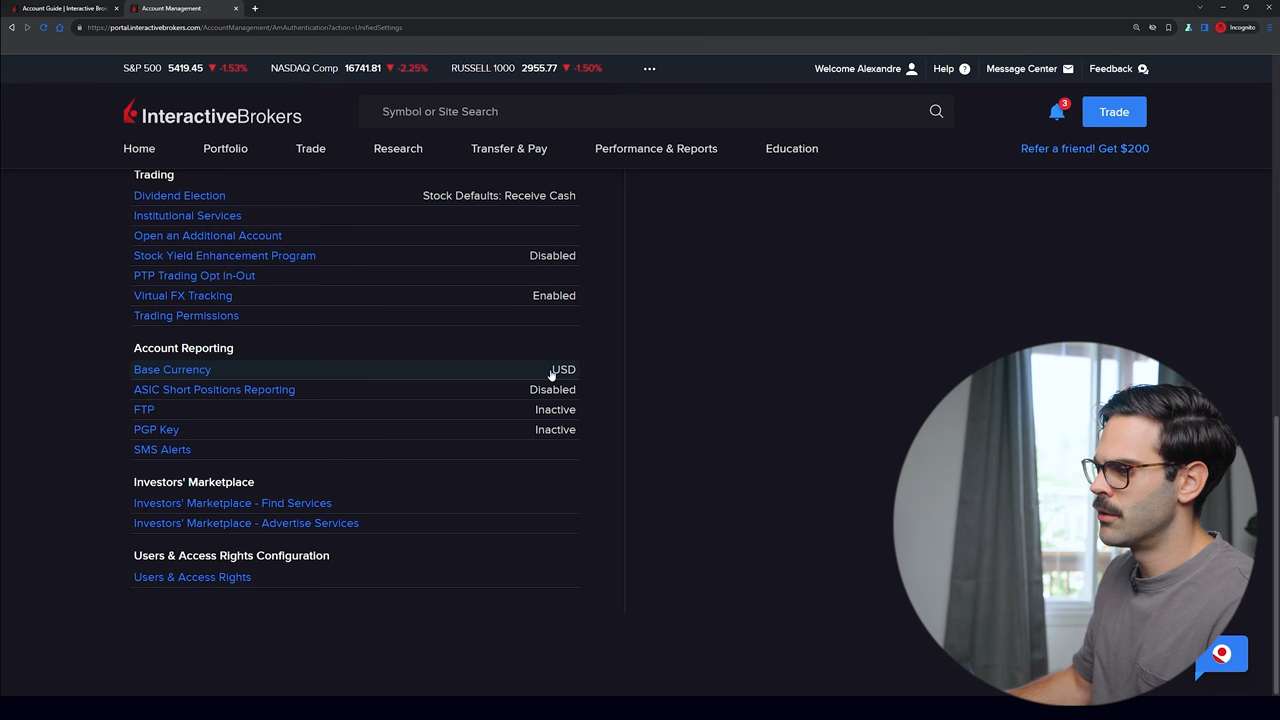 Account Guide | Interactive Bro
Account Management
https://portal.interactivebrokers.com/AccountManagement/AmAuthentication?action=UnifiedSettings
Incognito
S&P 500 5419.45 ▼ -1.53% NASDAQ Comp 16741.81 ▼ -2.25% RUSSELL 1000 2955.77 ▼ -1.50% •••
Welcome Alexandre Help ? Message Center Feedback
InteractiveBrokers
Symbol or Site Search
3
Trade
Home Portfolio Trade Research Transfer & Pay Performance & Reports Education
Refer a friend! Get $200
Trading
Dividend Election Stock Defaults: Receive Cash
Institutional Services
Open an Additional Account
Stock Yield Enhancement Program Disabled
PTP Trading Opt In-Out
Virtual FX Tracking Enabled
Trading Permissions
Account Reporting
Base Currency USD
ASIC Short Positions Reporting Disabled
FTP Inactive
PGP Key Inactive
SMS Alerts
Investors' Marketplace
Investors' Marketplace - Find Services
Investors' Marketplace - Advertise Services
Users & Access Rights Configuration
Users & Access Rights